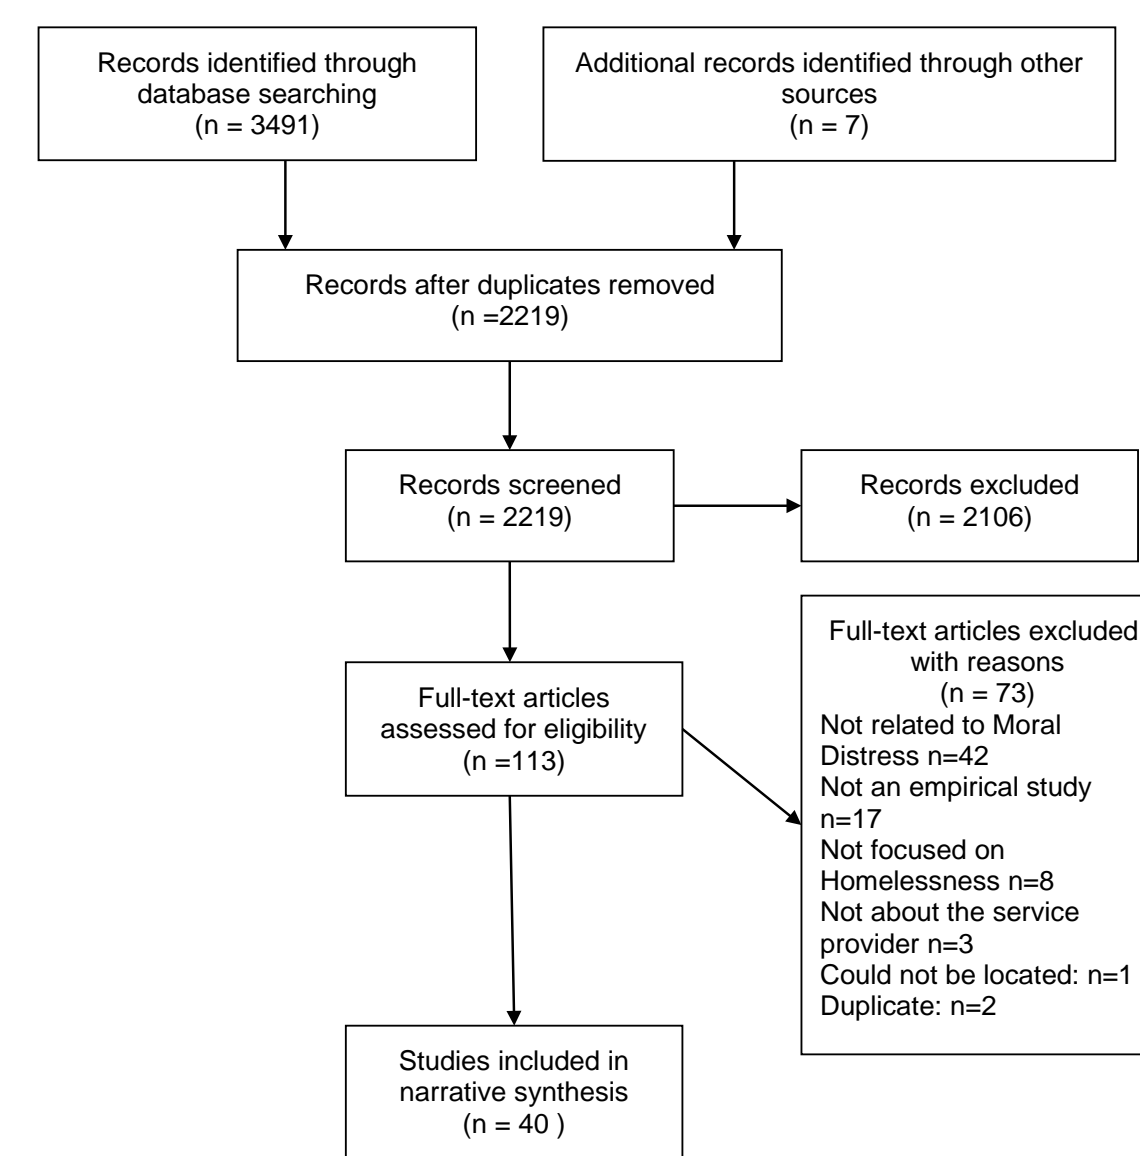 Records identified through
database searching
(n = 3491)
Additional records identified through other
sources
(n = 7)
Records after duplicates removed
(n =2219)
Records screened
(n = 2219)
Records excluded
(n = 2106)
Full-text articles
assessed for eligibility
(n =113)
Full-text articles excluded
with reasons
(n = 73)
Not related to Moral
Distress n=42
Not an empirical study
n=17
Not focused on
Homelessness n=8
Not about the service
provider n=3
Could not be located: n=1
Duplicate: n=2
Studies included in
narrative synthesis
(n = 40 )